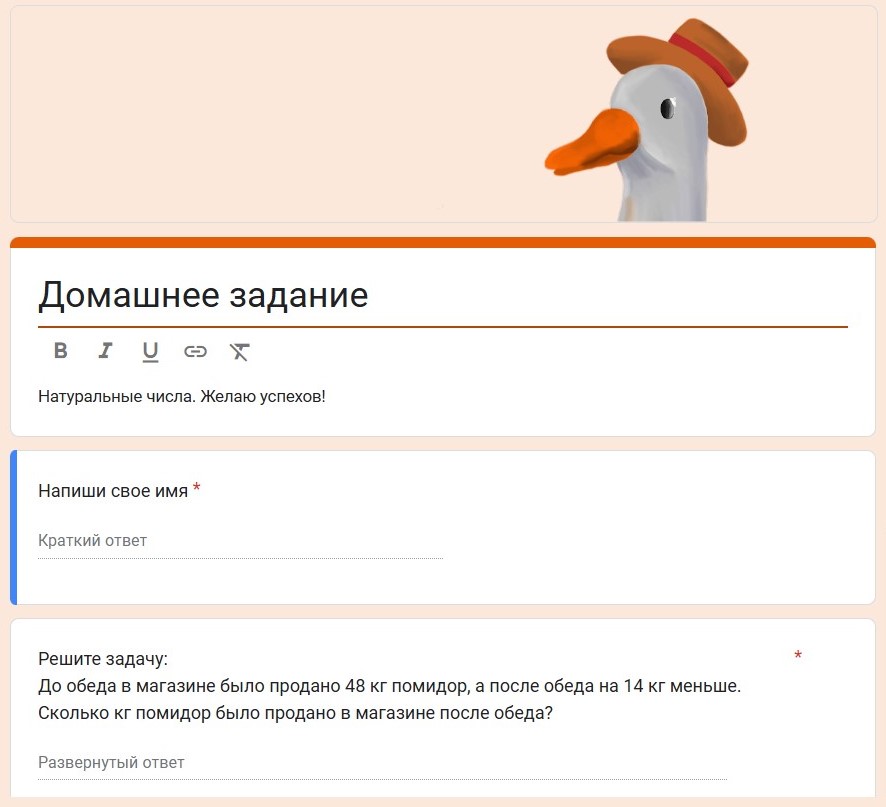 Домашнее задание
B I U
Натуральные числа. Желаю успехов!
Напиши свое имя *
Краткий ответ
Решите задачу: *
До обеда в магазине было продано 48 кг помидор, а после обеда на 14 кг меньше.
Сколько кг помидор было продано в магазине после обеда?
Развернутый ответ